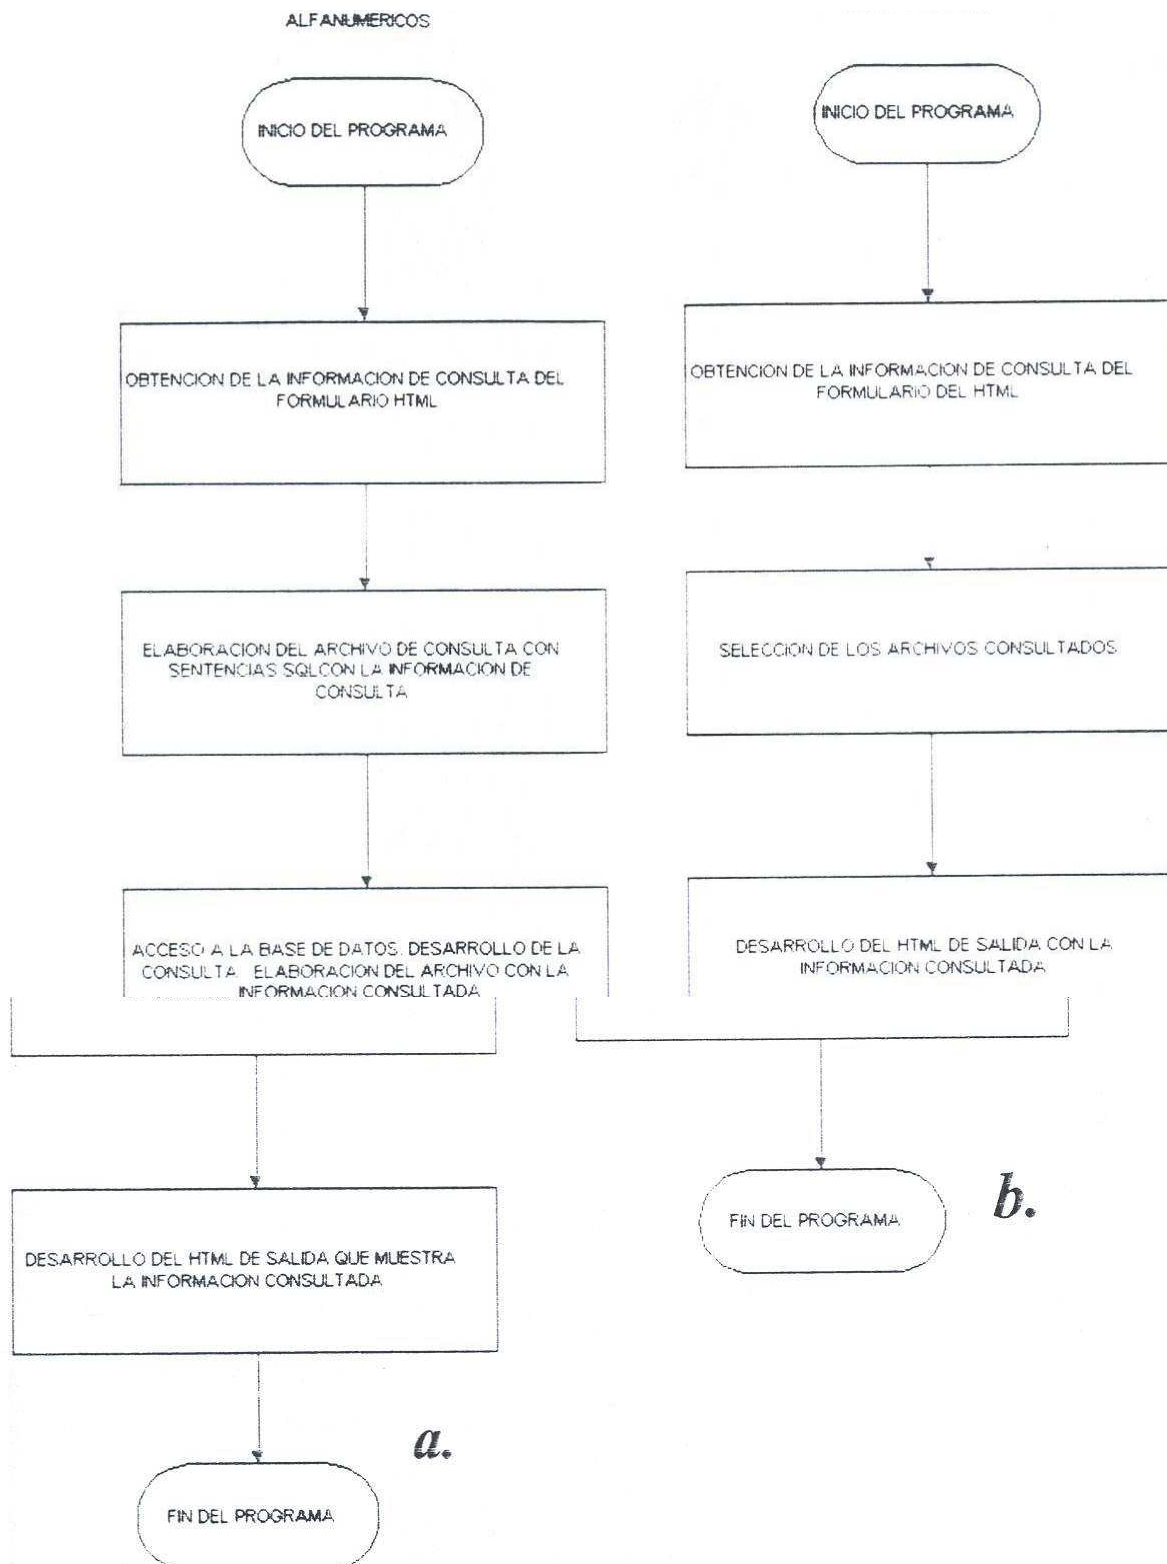 ALFANUMERICOS
INICIO DEL PROGRAMA
OBTENCION DE LA INFORMACION DE CONSULTA DEL
FORMULARIO HTML
ELABORACION DEL ARCHIVO DE CONSULTA CON
SENTENCIAS SQLCON LA INFORMACION DE
CONSULTA
ACCESO A LA BASE DE DATOS. DESARROLLO DE LA
CONSULTA. ELABORACION DEL ARCHIVO CON LA
INFORMACION CONSULTADA
DESARROLLO DEL HTML DE SALIDA QUE MUESTRA
LA INFORMACION CONSULTADA
a.
FIN DEL PROGRAMA
INICIO DEL PROGRAMA
OBTENCION DE LA INFORMACION DE CONSULTA DEL
FORMULARIO DEL HTML
SELECCION DE LOS ARCHIVOS CONSULTADOS
DESARROLLO DEL HTML DE SALIDA CON LA
INFORMACION CONSULTADA
FIN DEL PROGRAMA
b.